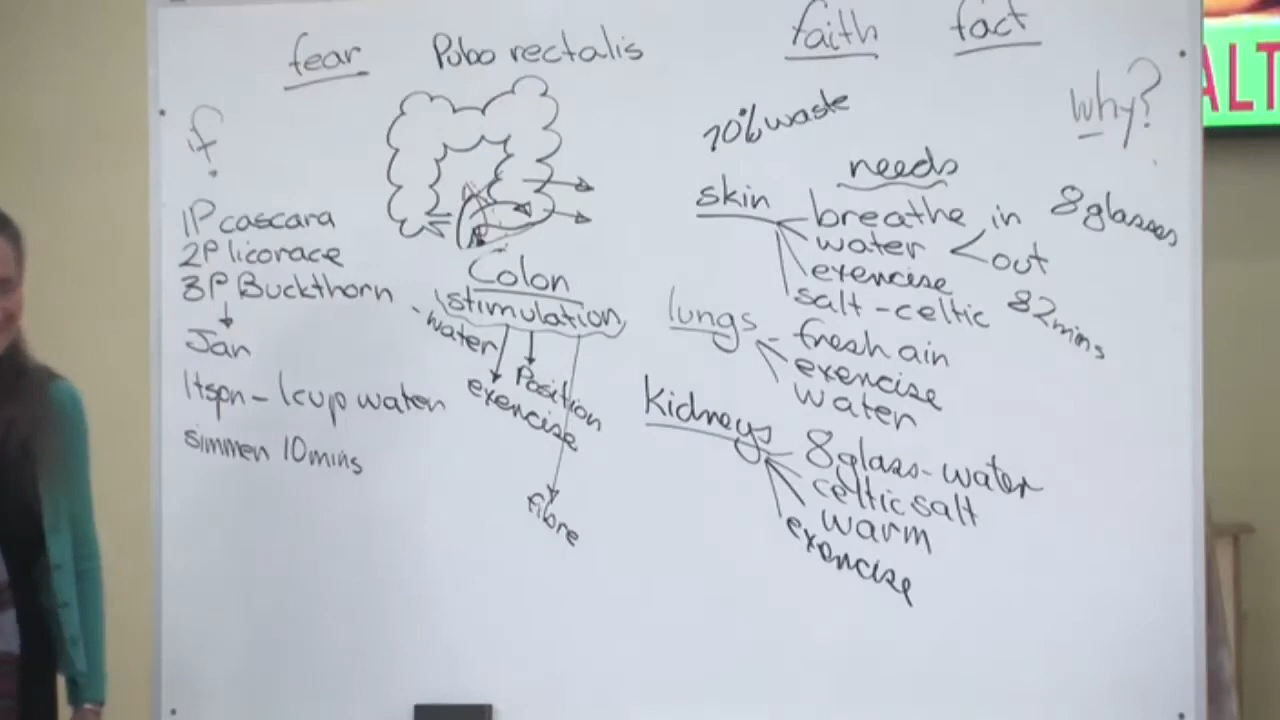 fear Pubo rectalis faith fact
ALT
why?
if
?
70% waste
needs
skin
breathe in 8 glasses
water < out
exercise
salt - celtic 82 mins
1P cascara
2P licorace
3P Buckthorn
Jar
1tspn - 1cup water
simmer 10mins
Colon
stimulation
water
exercise
Position
fibre
lungs - fresh air
exercise
water
Kidneys - 8 glass - water
celtic salt
warm
exercise